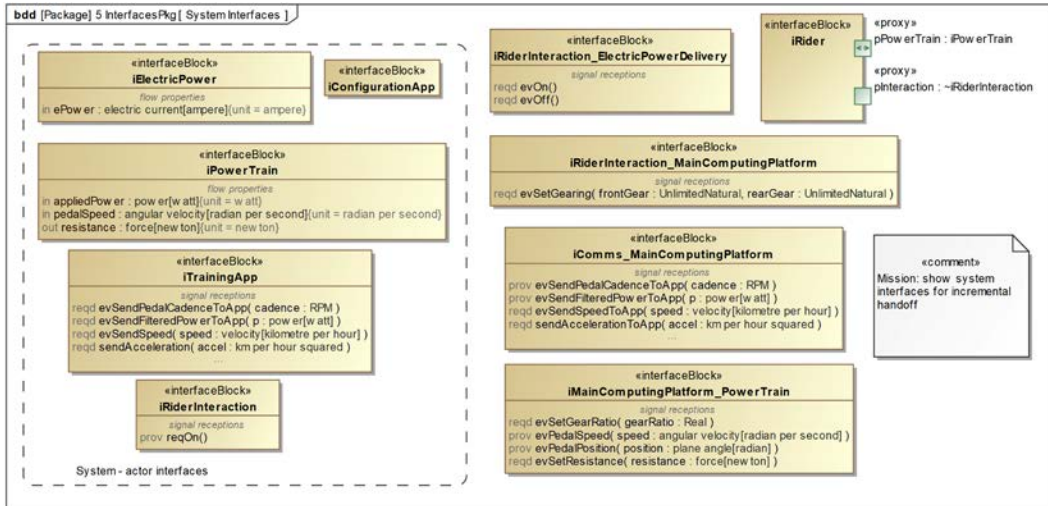 bdd [Package] 5 InterfacesPkg [ System Interfaces ]
«interfaceBlock»
iElectricPower
flow properties
in ePower : electric current[ampere]{unit = ampere}
«interfaceBlock»
iConfigurationApp
«interfaceBlock»
iPowerTrain
flow properties
in appliedPower : power[watt]{unit = watt}
in pedalSpeed : angular velocity[radian per second]{unit = radian per second}
out resistance : force[newton]{unit = newton}
«interfaceBlock»
iTrainingApp
signal receptions
reqd evSendPedalCadenceToApp( cadence : RPM )
reqd evSendFilteredPowerToApp( p : power[watt] )
reqd evSendSpeed( speed : velocity[kilometre per hour] )
reqd sendAcceleration( accel : km per hour squared )
...
«interfaceBlock»
iRiderInteraction
signal receptions
prov reqOn()
System - actor interfaces
«interfaceBlock»
iRiderInteraction_ElectricPowerDelivery
signal receptions
reqd evOn()
reqd evOff()
«interfaceBlock»
iRider
«proxy»
pPowerTrain : iPowerTrain
«proxy»
pInteraction : ~iRiderInteraction
«interfaceBlock»
iRiderInteraction_MainComputingPlatform
signal receptions
reqd evSetGearing( frontGear : UnlimitedNatural, rearGear : UnlimitedNatural )
«interfaceBlock»
iComms_MainComputingPlatform
signal receptions
prov evSendPedalCadenceToApp( cadence : RPM )
prov evSendFilteredPowerToApp( p : power[watt] )
reqd evSendSpeedToApp( speed : velocity[kilometre per hour] )
reqd sendAccelerationToApp( accel : km per hour squared )
...
«comment»
Mission: show system
interfaces for incremental
handoff
«interfaceBlock»
iMainComputingPlatform_PowerTrain
signal receptions
reqd evSetGearRatio( gearRatio : Real )
prov evPedalSpeed( speed : angular velocity[radian per second] )
prov evPedalPosition( position : plane angle[radian] )
reqd evSetResistance( resistance : force[newton] )